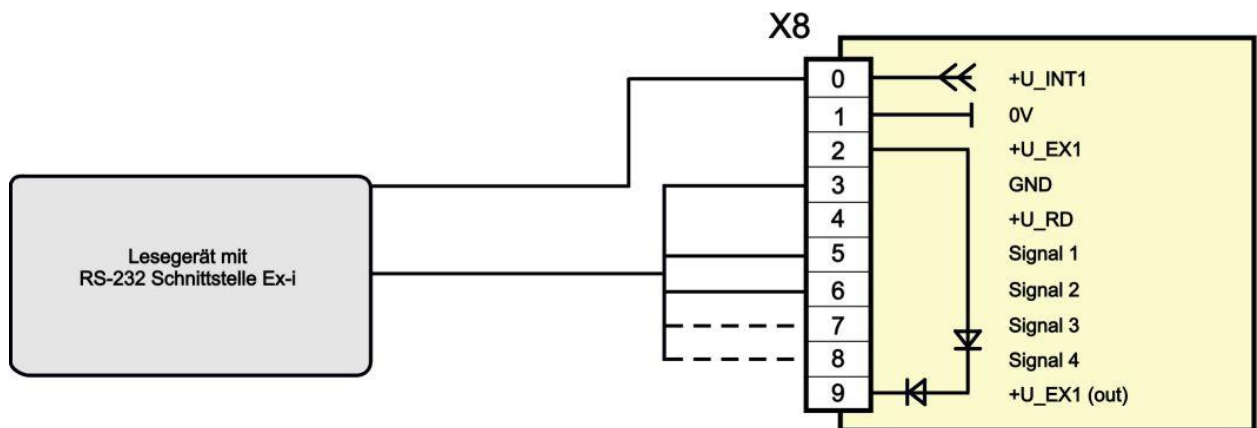 X8
0 +U_INT1
1 0V
2 +U_EX1
3 GND
4 +U_RD
Lesegerät mit
RS-232 Schnittstelle Ex-i
5 Signal 1
6 Signal 2
7 Signal 3
8 Signal 4
9 +U_EX1 (out)